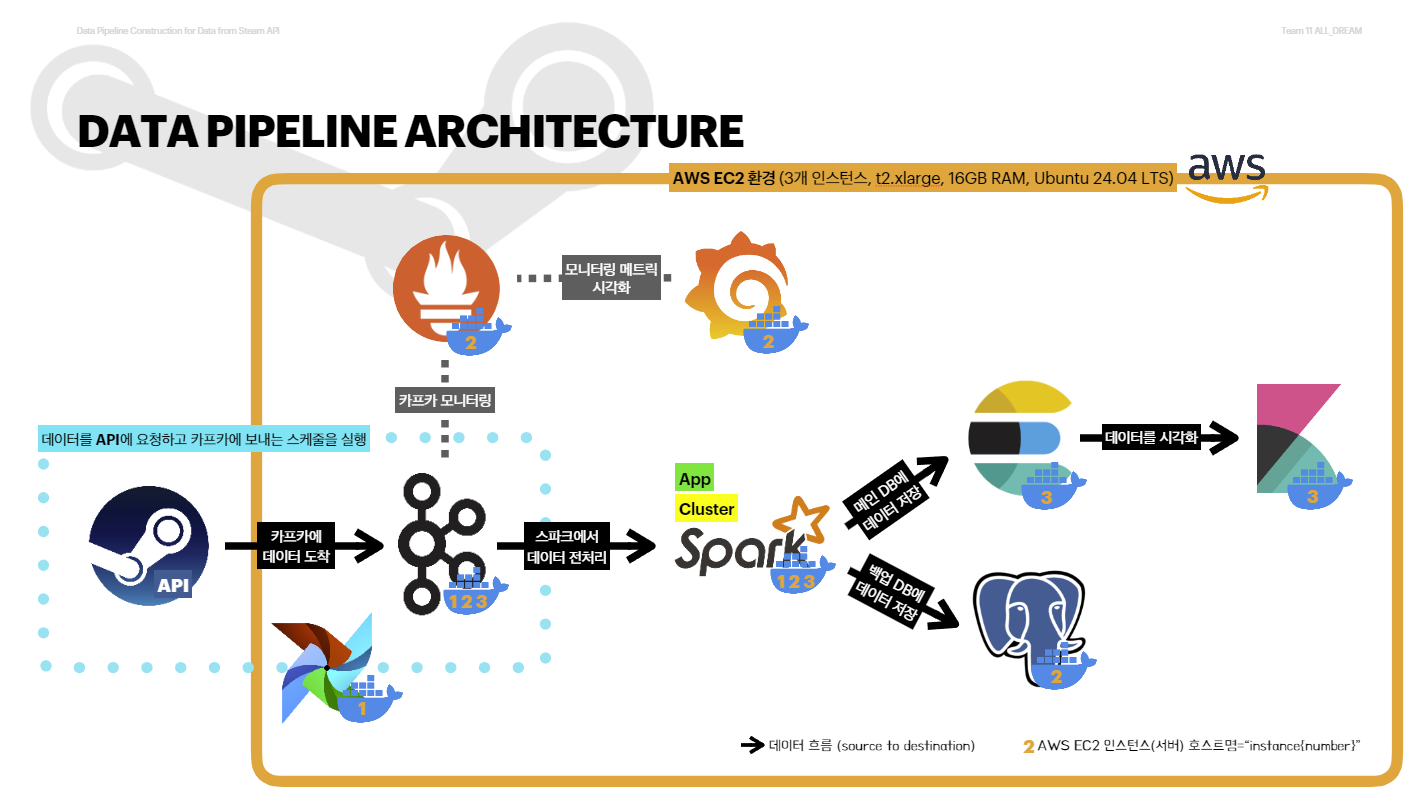 Data Pipeline Construction for Data from Steam API
Team 11 ALL_DREAM
DATA PIPELINE ARCHITECTURE
AWS EC2 환경 (3개 인스턴스, t2.xlarge, 16GB RAM, Ubuntu 24.04 LTS)
aws
모니터링 메트릭
시각화
2
2
카프카 모니터링
데이터를 API에 요청하고 카프카에 보내는 스케줄을 실행
API
카프카에
데이터 도착
1 2 3
스파크에서
데이터 전처리
App
Cluster
Spark
1 2 3
메인 DB에
데이터 저장
백업 DB에
데이터 저장
3
데이터를 시각화
3
2
1
데이터 흐름 (source to destination)
2 AWS EC2 인스턴스(서버) 호스트명="instance{number}"